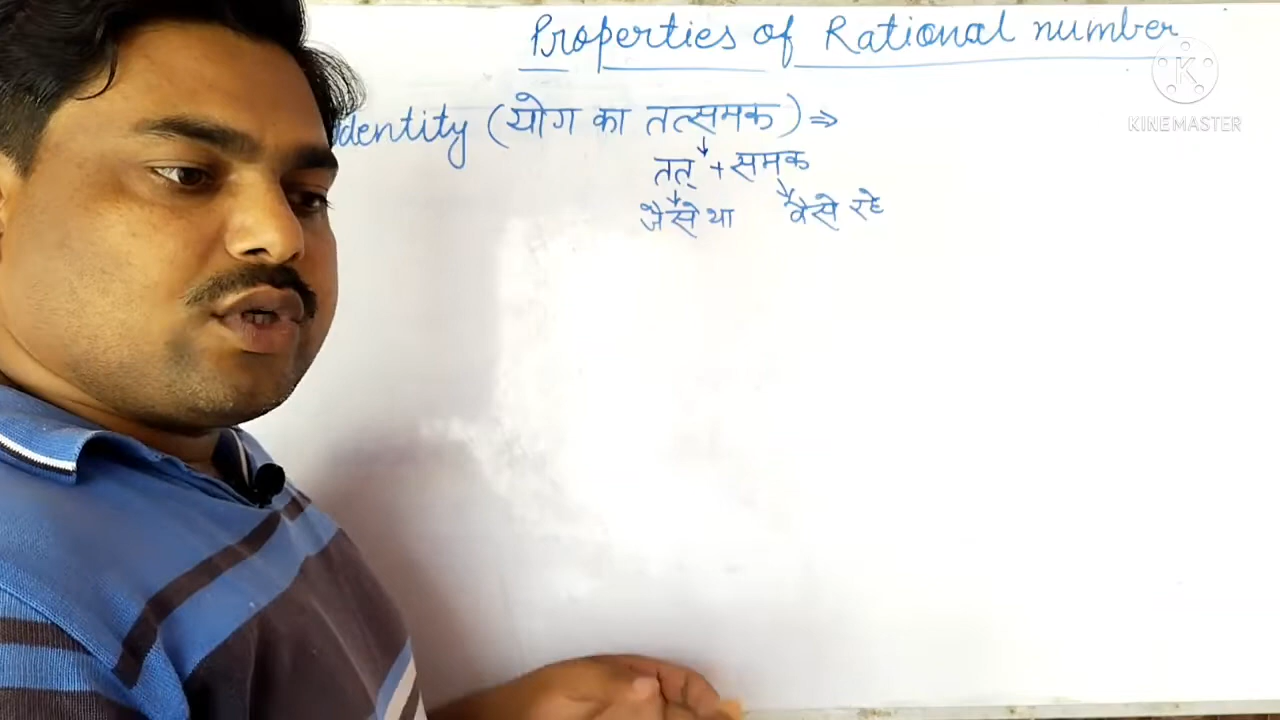 Properties of Rational number
dentity (योग का तत्समक) ⇒
तत् + समक
जैसे था वैसे रहे
K
KINEMASTER